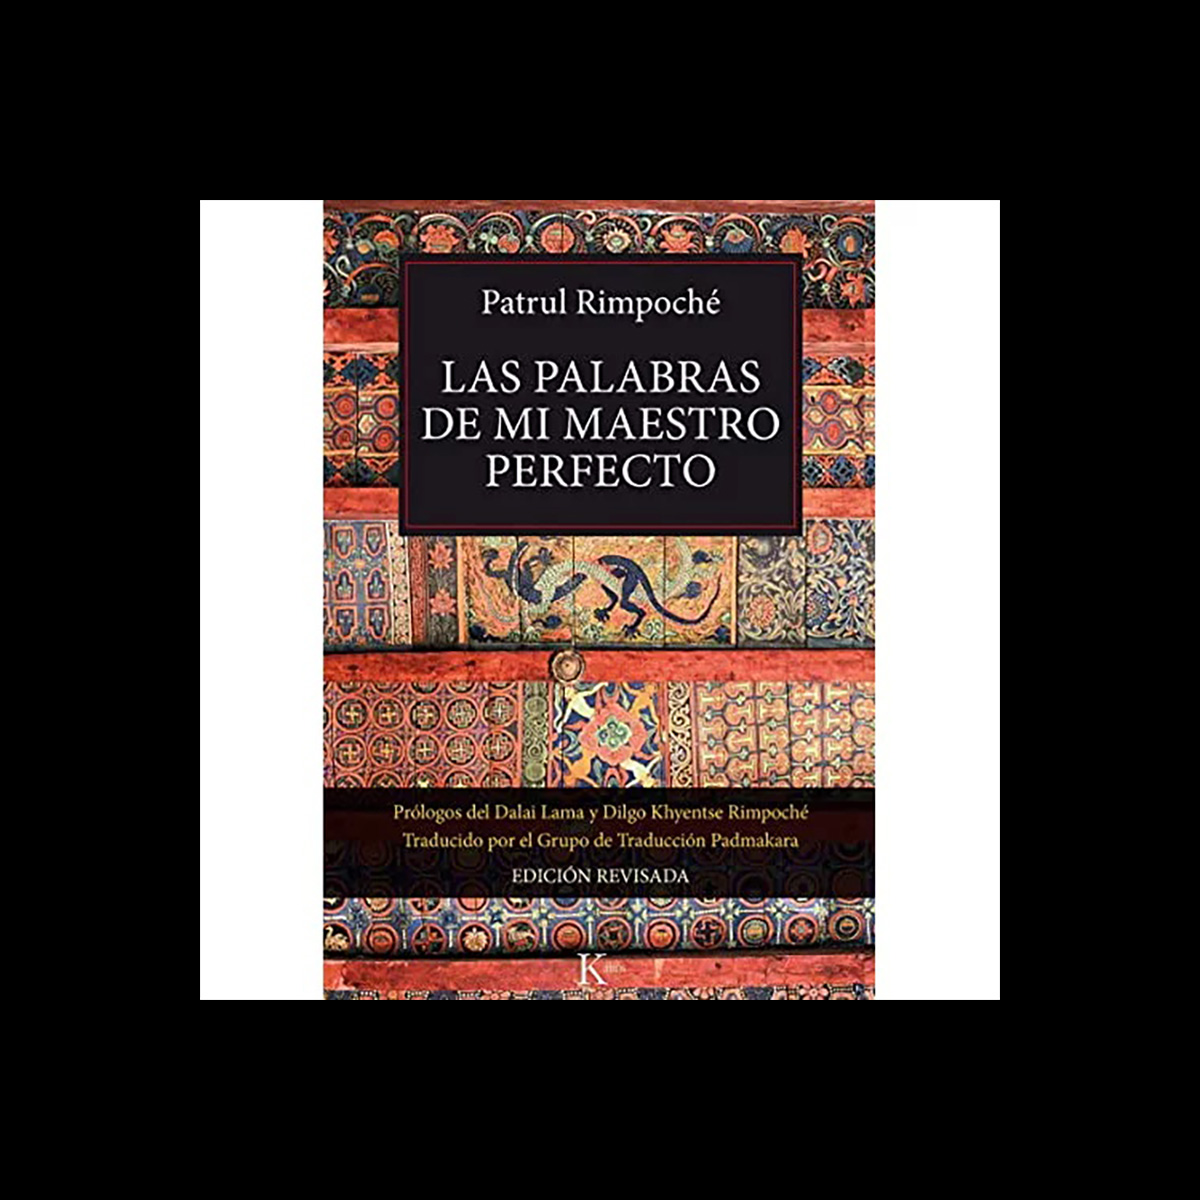 Patrul Rimpoché
LAS PALABRAS
DE MI MAESTRO
PERFECTO
Prólogos del Dalai Lama y Dilgo Khyentse Rimpoché
Traducido por el Grupo de Traducción Padmakara
EDICIÓN REVISADA
Kairós